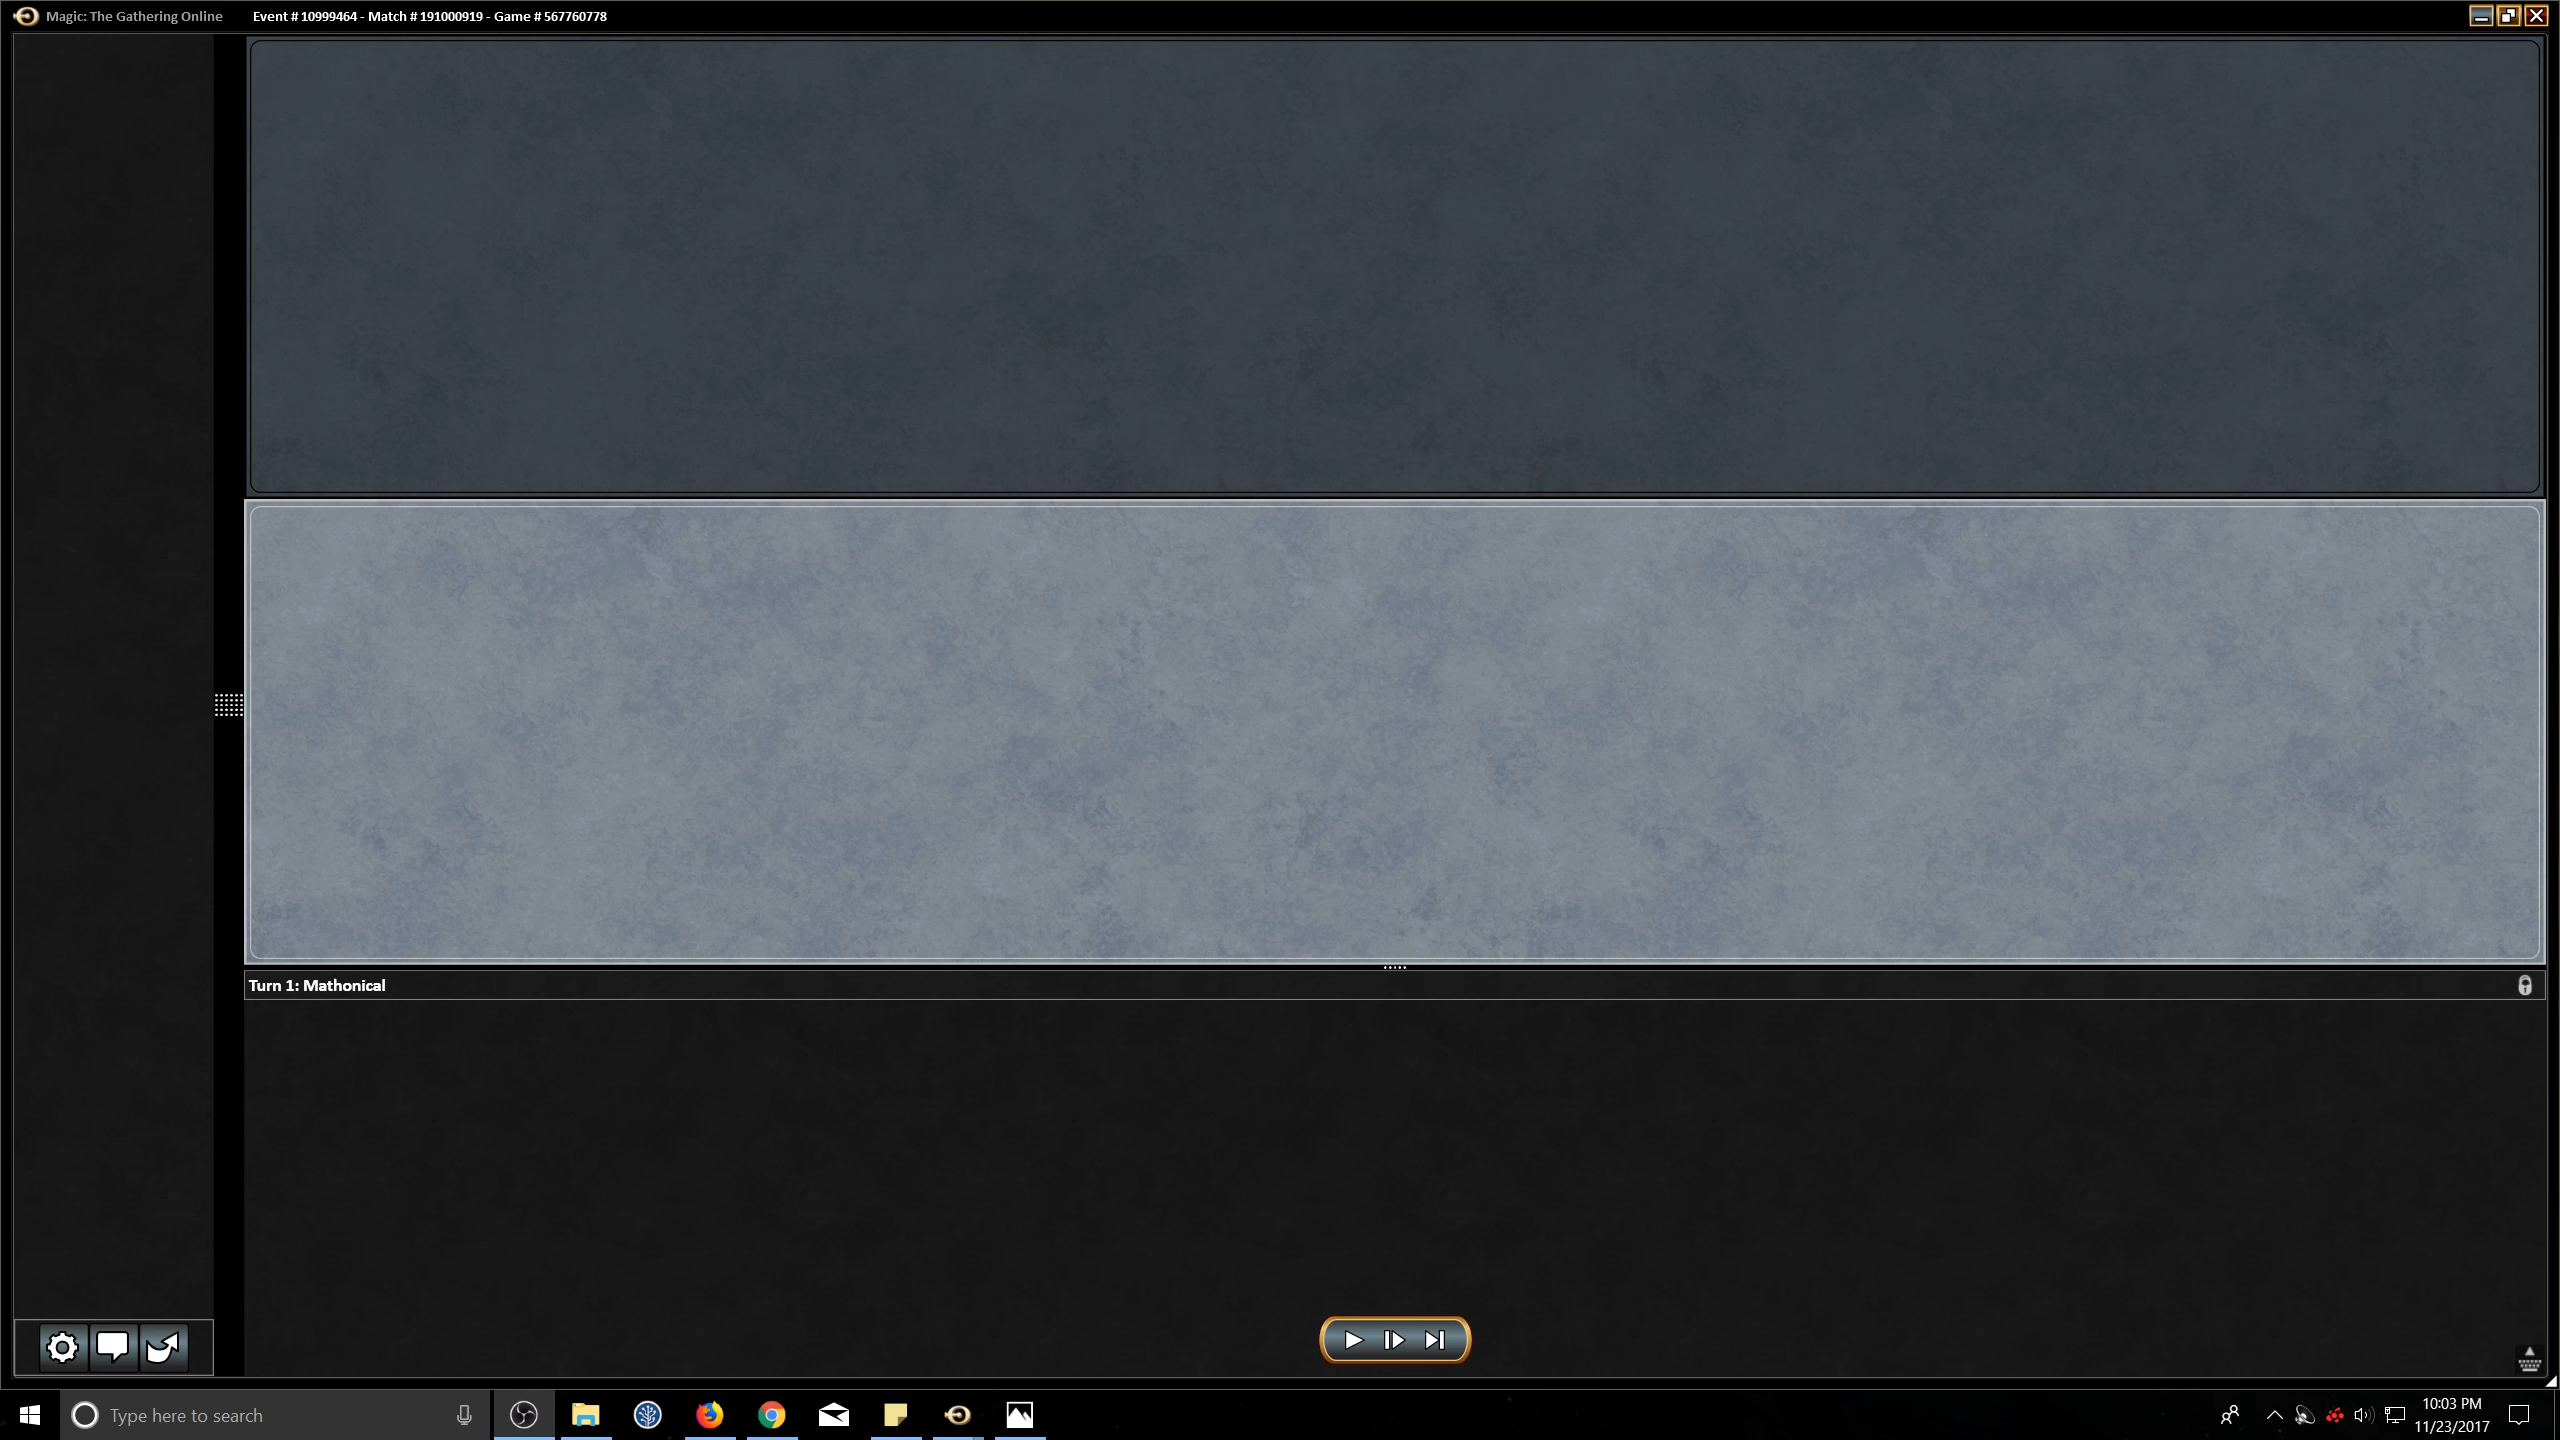 Magic: The Gathering Online Event # 10999464 - Match # 191000919 - Game # 567760778
Turn 1: Mathonical
Type here to search
10:03 PM
11/23/2017